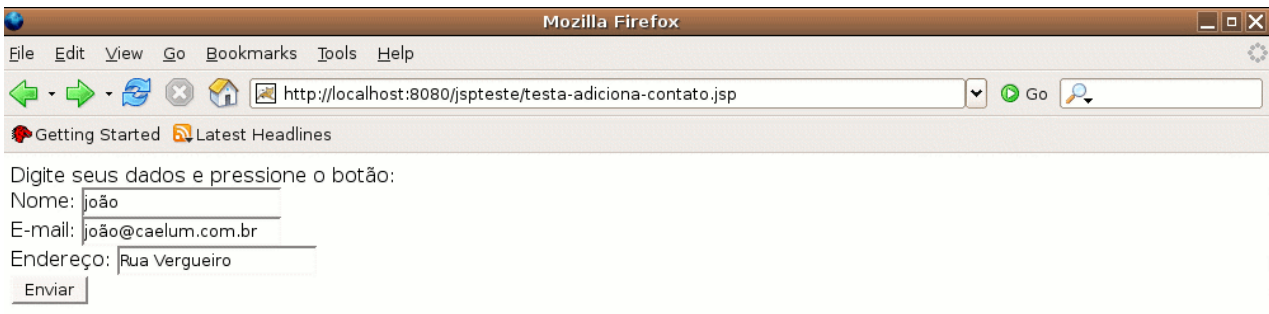 Mozilla Firefox
File Edit View Go Bookmarks Tools Help
http://localhost:8080/jspteste/testa-adiciona-contato.jsp Go
Getting Started Latest Headlines
Digite seus dados e pressione o botão:
Nome: joão
E-mail: joão@caelum.com.br
Endereço: Rua Vergueiro
Enviar